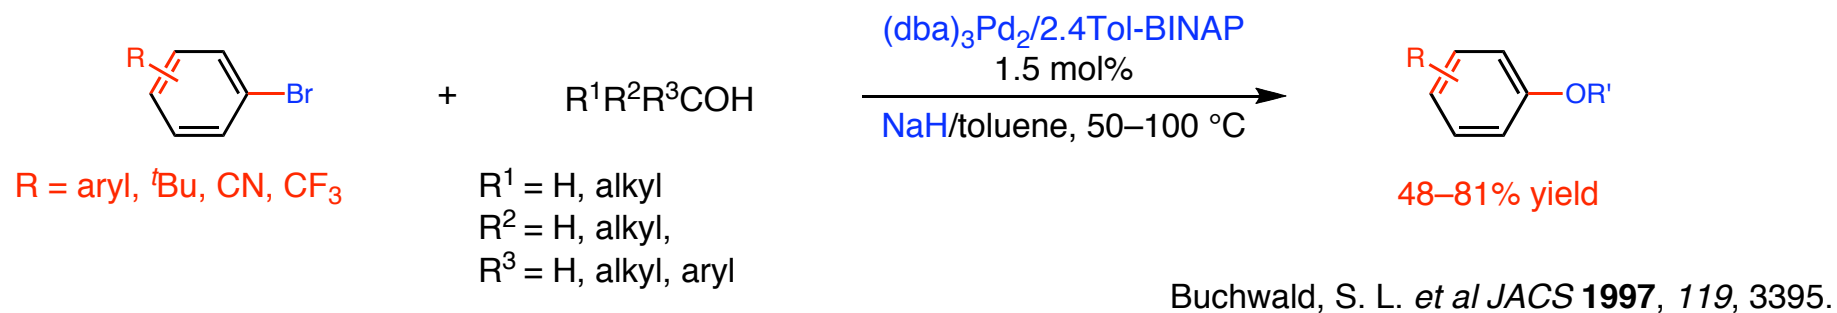 (dba)₃Pd₂/2.4Tol-BINAP
1.5 mol%
NaH/toluene, 50–100 °C
R
Br
+
R¹R²R³COH
R
OR'
R = aryl, ᵗBu, CN, CF₃
R¹ = H, alkyl
R² = H, alkyl,
R³ = H, alkyl, aryl
48–81% yield
Buchwald, S. L. et al JACS 1997, 119, 3395.